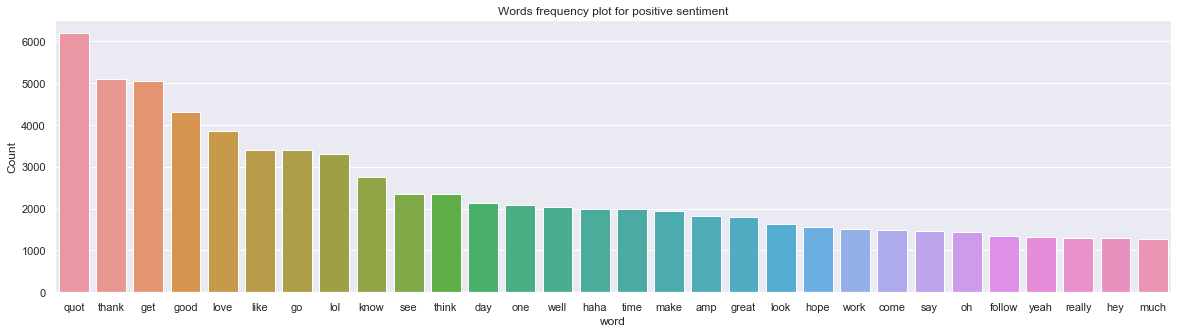 Words frequency plot for positive sentiment
Count
6000
5000
4000
3000
2000
1000
0
quot thank get good love like go lol know see think day one well haha time make amp great look hope work come say oh follow yeah really hey much
word